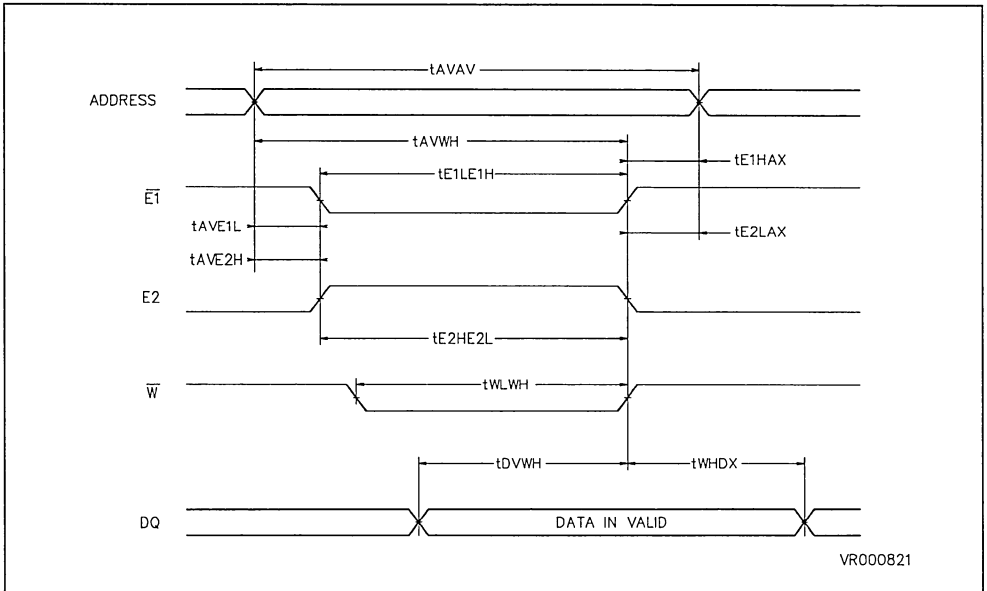 tAVAV
ADDRESS
tAVWH
tE1HAX
tE1LE1H
E1
tAVE1L
tE2LAX
tAVE2H
E2
tE2HE2L
W
tWLWH
tDVWH
tWHDX
DQ
DATA IN VALID
VR000821